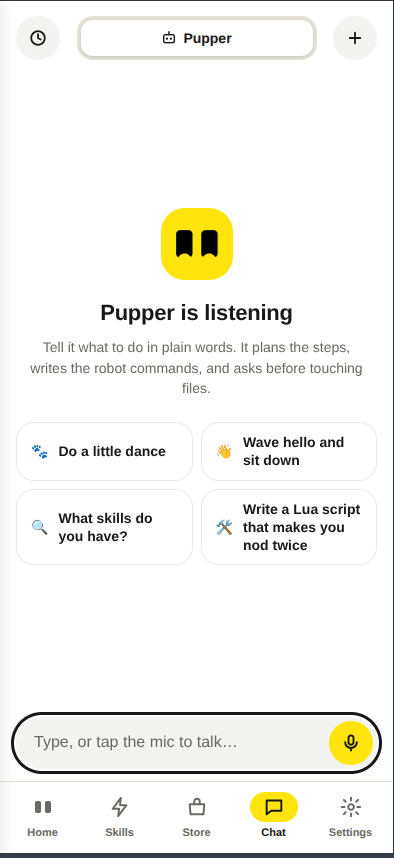 Pupper
Pupper is listening
Tell it what to do in plain words. It plans the steps,
writes the robot commands, and asks before touching
files.
Do a little dance
Wave hello and
sit down
What skills do
you have?
Write a Lua script
that makes you
nod twice
Type, or tap the mic to talk…
Home
Skills
Store
Chat
Settings